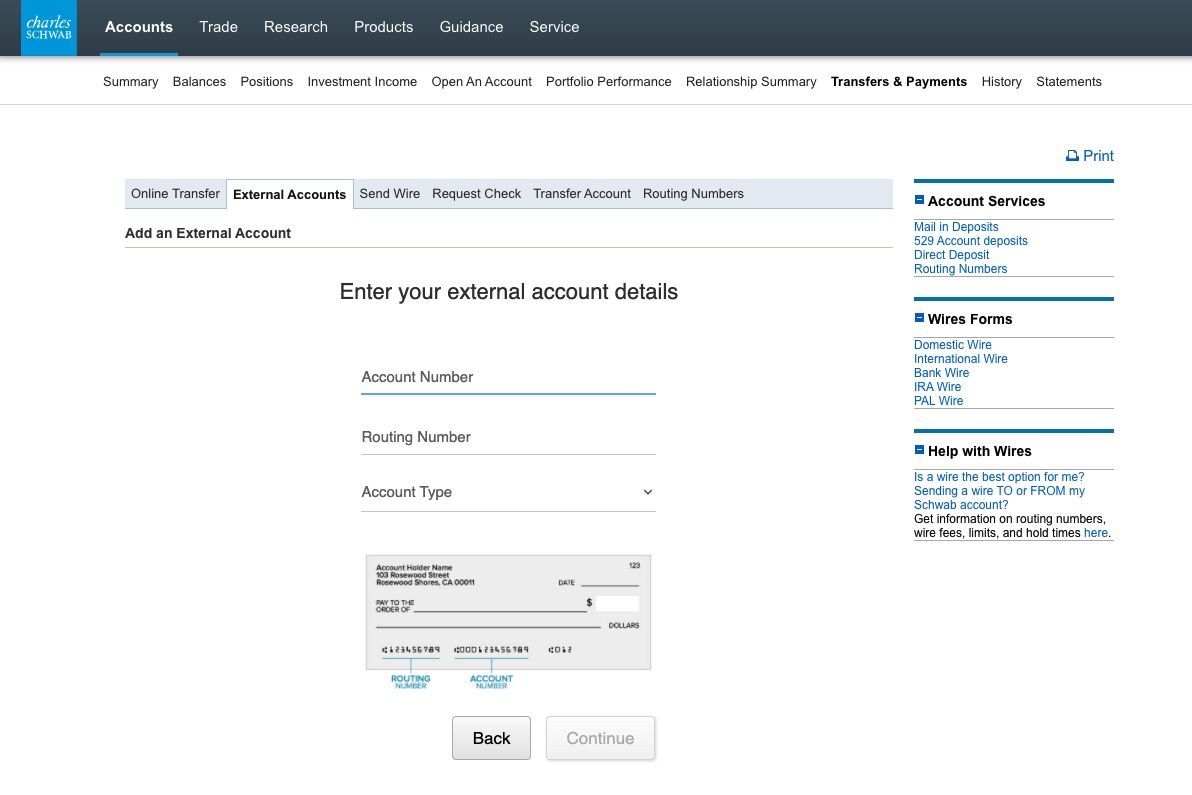 charles
SCHWAB
Accounts Trade Research Products Guidance Service
Summary Balances Positions Investment Income Open An Account Portfolio Performance Relationship Summary Transfers & Payments History Statements
Print
Online Transfer External Accounts Send Wire Request Check Transfer Account Routing Numbers
Add an External Account
Enter your external account details
Account Number
Routing Number
Account Type
Account Holder Name
103 Rosewood Street
Rosewood Shores, CA 00011
123
DATE
PAY TO THE
ORDER OF
$
DOLLARS
⑆123456789 ⑆000123456789 ⑆012
ROUTING
NUMBER
ACCOUNT
NUMBER
Back Continue
Account Services
Mail in Deposits
529 Account deposits
Direct Deposit
Routing Numbers
Wires Forms
Domestic Wire
International Wire
Bank Wire
IRA Wire
PAL Wire
Help with Wires
Is a wire the best option for me?
Sending a wire TO or FROM my
Schwab account?
Get information on routing numbers,
wire fees, limits, and hold times here.